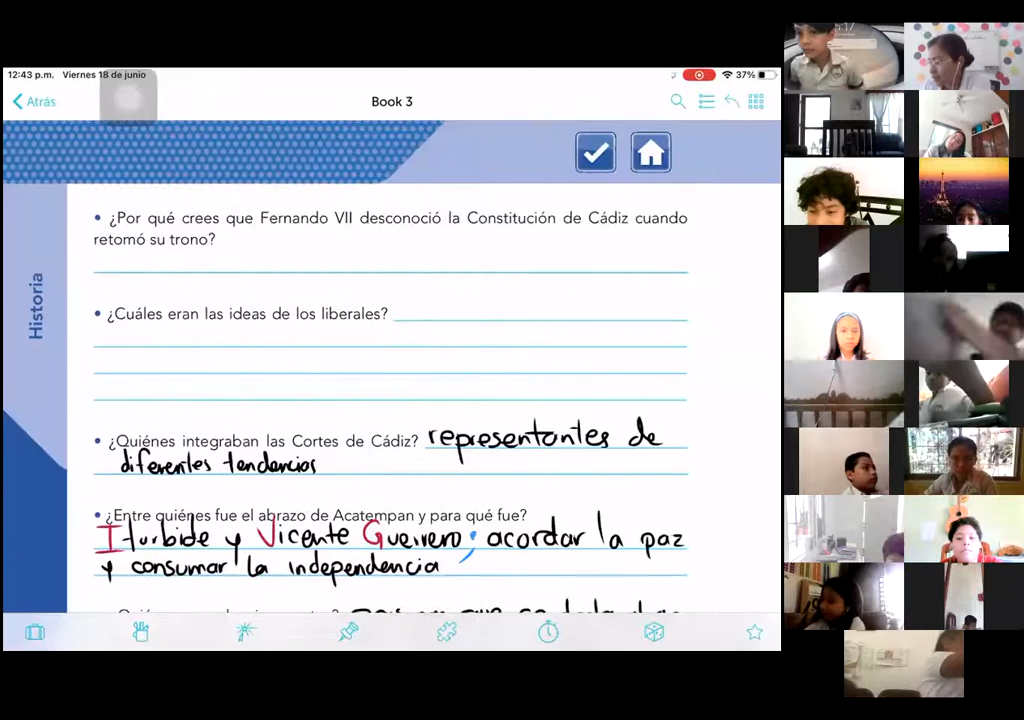 12:43 p.m. Viernes 18 de junio
37%
Atrás
Book 3
Historia
• ¿Por qué crees que Fernando VII desconoció la Constitución de Cádiz cuando
retomó su trono?
• ¿Cuáles eran las ideas de los liberales?
• ¿Quiénes integraban las Cortes de Cádiz? representantes de
diferentes tendencias
• ¿Entre quiénes fue el abrazo de Acatempan y para qué fue?
Iturbide y Vicente Guerrero; acordar la paz
y consumar la independencia